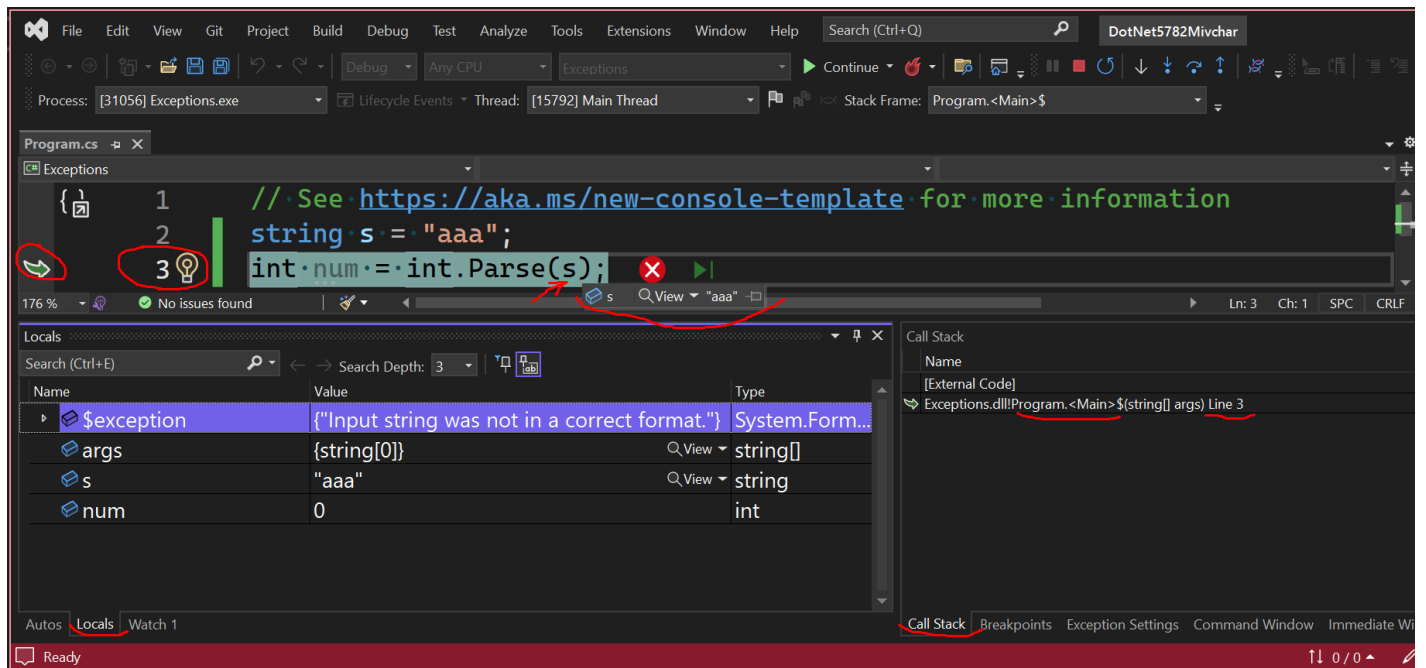 File Edit View Git Project Build Debug Test Analyze Tools Extensions Window Help Search (Ctrl+Q) DotNet5782Mivchar
Debug Any CPU Exceptions Continue
Process: [31056] Exceptions.exe Lifecycle Events Thread: [15792] Main Thread Stack Frame: Program.<Main>$
Program.cs
C# Exceptions
1 // See https://aka.ms/new-console-template for more information
2 string s = "aaa";
3 int num = int.Parse(s);
s View "aaa"
176 % No issues found Ln: 3 Ch: 1 SPC CRLF
Locals
Search (Ctrl+E) Search Depth: 3
Name Value Type
$exception {"Input string was not in a correct format."} System.Form...
args {string[0]} View string[]
s "aaa" View string
num 0 int
Autos Locals Watch 1
Call Stack
Name
[External Code]
Exceptions.dll!Program.<Main>$(string[] args) Line 3
Call Stack Breakpoints Exception Settings Command Window Immediate Wi
Ready 0 / 0